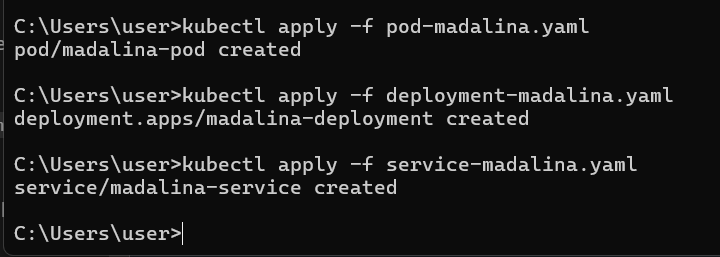 C:\Users\user>kubectl apply -f pod-madalina.yaml
pod/madalina-pod created
C:\Users\user>kubectl apply -f deployment-madalina.yaml
deployment.apps/madalina-deployment created
C:\Users\user>kubectl apply -f service-madalina.yaml
service/madalina-service created
C:\Users\user>